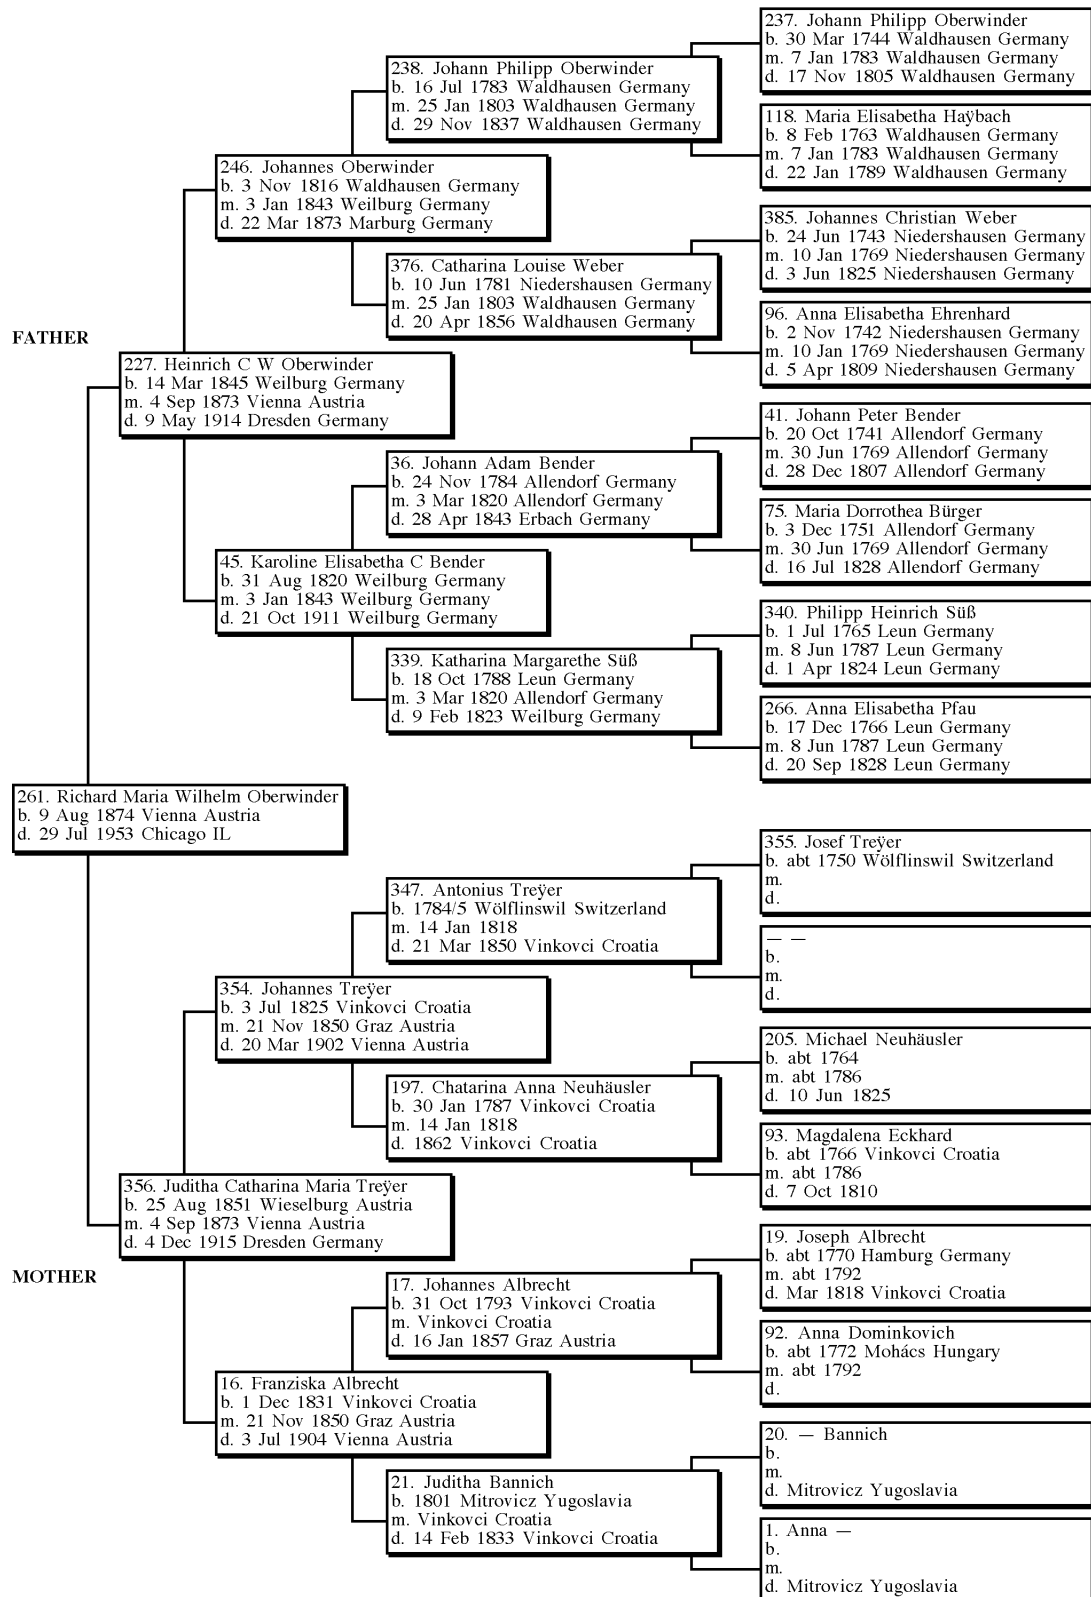 237. Johann Philipp Oberwinder
b. 30 Mar 1744 Waldhausen Germany
m. 7 Jan 1783 Waldhausen Germany
d. 17 Nov 1805 Waldhausen Germany
238. Johann Philipp Oberwinder
b. 16 Jul 1783 Waldhausen Germany
m. 25 Jan 1803 Waldhausen Germany
d. 29 Nov 1837 Waldhausen Germany
118. Maria Elisabetha Haÿbach
b. 8 Feb 1763 Waldhausen Germany
m. 7 Jan 1783 Waldhausen Germany
d. 22 Jan 1789 Waldhausen Germany
246. Johannes Oberwinder
b. 3 Nov 1816 Waldhausen Germany
m. 3 Jan 1843 Weilburg Germany
d. 22 Mar 1873 Marburg Germany
385. Johannes Christian Weber
b. 24 Jun 1743 Niedershausen Germany
m. 10 Jan 1769 Niedershausen Germany
d. 3 Jun 1825 Niedershausen Germany
376. Catharina Louise Weber
b. 10 Jun 1781 Niedershausen Germany
m. 25 Jan 1803 Waldhausen Germany
d. 20 Apr 1856 Waldhausen Germany
96. Anna Elisabetha Ehrenhard
b. 2 Nov 1742 Niedershausen Germany
m. 10 Jan 1769 Niedershausen Germany
d. 5 Apr 1809 Niedershausen Germany
FATHER
227. Heinrich C W Oberwinder
b. 14 Mar 1845 Weilburg Germany
m. 4 Sep 1873 Vienna Austria
d. 9 May 1914 Dresden Germany
41. Johann Peter Bender
b. 20 Oct 1741 Allendorf Germany
m. 30 Jun 1769 Allendorf Germany
d. 28 Dec 1807 Allendorf Germany
36. Johann Adam Bender
b. 24 Nov 1784 Allendorf Germany
m. 3 Mar 1820 Allendorf Germany
d. 28 Apr 1843 Erbach Germany
75. Maria Dorrothea Bürger
b. 3 Dec 1751 Allendorf Germany
m. 30 Jun 1769 Allendorf Germany
d. 16 Jul 1828 Allendorf Germany
45. Karoline Elisabetha C Bender
b. 31 Aug 1820 Weilburg Germany
m. 3 Jan 1843 Weilburg Germany
d. 21 Oct 1911 Weilburg Germany
340. Philipp Heinrich Süß
b. 1 Jul 1765 Leun Germany
m. 8 Jun 1787 Leun Germany
d. 1 Apr 1824 Leun Germany
339. Katharina Margarethe Süß
b. 18 Oct 1788 Leun Germany
m. 3 Mar 1820 Allendorf Germany
d. 9 Feb 1823 Weilburg Germany
266. Anna Elisabetha Pfau
b. 17 Dec 1766 Leun Germany
m. 8 Jun 1787 Leun Germany
d. 20 Sep 1828 Leun Germany
261. Richard Maria Wilhelm Oberwinder
b. 9 Aug 1874 Vienna Austria
d. 29 Jul 1953 Chicago IL
355. Josef Treÿer
b. abt 1750 Wölflinswil Switzerland
m.
d.
347. Antonius Treÿer
b. 1784/5 Wölflinswil Switzerland
m. 14 Jan 1818
d. 21 Mar 1850 Vinkovci Croatia
— —
b.
m.
d.
354. Johannes Treÿer
b. 3 Jul 1825 Vinkovci Croatia
m. 21 Nov 1850 Graz Austria
d. 20 Mar 1902 Vienna Austria
205. Michael Neuhäusler
b. abt 1764
m. abt 1786
d. 10 Jun 1825
197. Chatarina Anna Neuhäusler
b. 30 Jan 1787 Vinkovci Croatia
m. 14 Jan 1818
d. 1862 Vinkovci Croatia
93. Magdalena Eckhard
b. abt 1766 Vinkovci Croatia
m. abt 1786
d. 7 Oct 1810
356. Juditha Catharina Maria Treÿer
b. 25 Aug 1851 Wieselburg Austria
m. 4 Sep 1873 Vienna Austria
d. 4 Dec 1915 Dresden Germany
MOTHER
19. Joseph Albrecht
b. abt 1770 Hamburg Germany
m. abt 1792
d. Mar 1818 Vinkovci Croatia
17. Johannes Albrecht
b. 31 Oct 1793 Vinkovci Croatia
m. Vinkovci Croatia
d. 16 Jan 1857 Graz Austria
92. Anna Dominkovich
b. abt 1772 Mohács Hungary
m. abt 1792
d.
16. Franziska Albrecht
b. 1 Dec 1831 Vinkovci Croatia
m. 21 Nov 1850 Graz Austria
d. 3 Jul 1904 Vienna Austria
20. — Bannich
b.
m.
d. Mitrovicz Yugoslavia
21. Juditha Bannich
b. 1801 Mitrovicz Yugoslavia
m. Vinkovci Croatia
d. 14 Feb 1833 Vinkovci Croatia
1. Anna —
b.
m.
d. Mitrovicz Yugoslavia